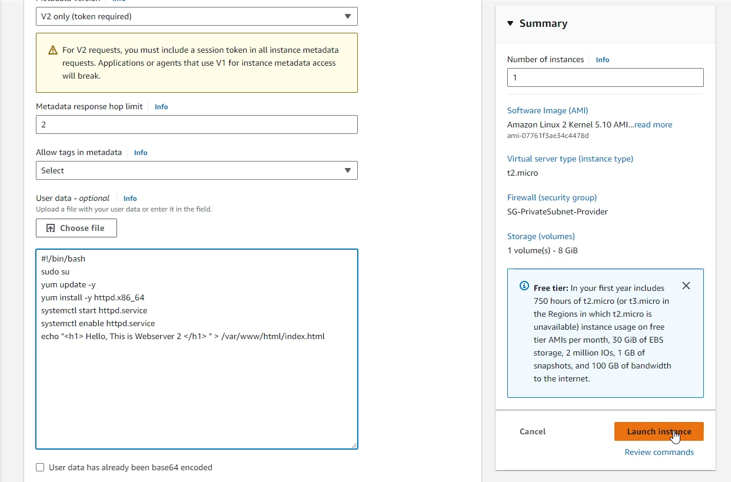 Metadata version Info
V2 only (token required)
For V2 requests, you must include a session token in all instance metadata
requests. Applications or agents that use V1 for instance metadata access
will break.
Metadata response hop limit Info
2
Allow tags in metadata Info
Select
User data - optional Info
Upload a file with your user data or enter it in the field.
Choose file
#!/bin/bash
sudo su
yum update -y
yum install -y httpd.x86_64
systemctl start httpd.service
systemctl enable httpd.service
echo "<h1> Hello, This is Webserver 2 </h1> " > /var/www/html/index.html
User data has already been base64 encoded
Summary
Number of instances Info
1
Software Image (AMI)
Amazon Linux 2 Kernel 5.10 AMI...read more
ami-07761f3ae34c4478d
Virtual server type (instance type)
t2.micro
Firewall (security group)
SG-PrivateSubnet-Provider
Storage (volumes)
1 volume(s) - 8 GiB
Free tier: In your first year includes
750 hours of t2.micro (or t3.micro in
the Regions in which t2.micro is
unavailable) instance usage on free
tier AMIs per month, 30 GiB of EBS
storage, 2 million IOs, 1 GB of
snapshots, and 100 GB of bandwidth
to the internet.
Cancel
Launch instance
Review commands